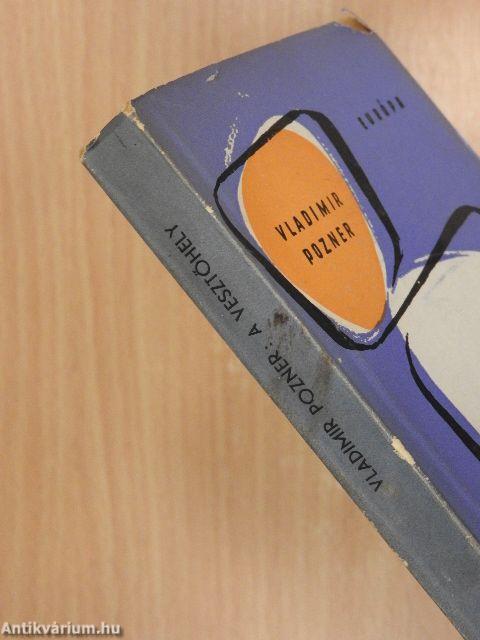 EURÓPA
VLADIMIR
POZNER
VLADIMIR POZNER: A VESZTŐHELY
Antikvárium.hu